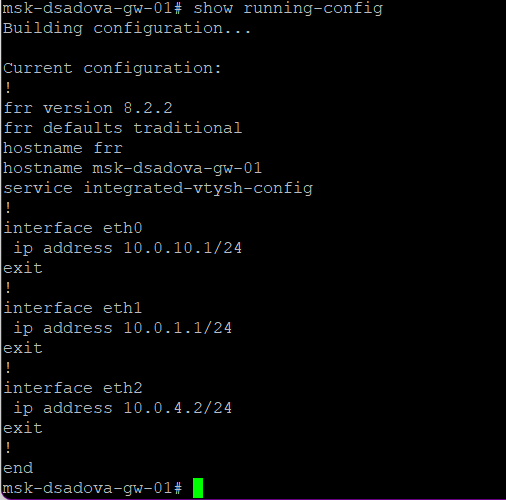 msk-dsadova-gw-01# show running-config
Building configuration...

Current configuration:
!
frr version 8.2.2
frr defaults traditional
hostname frr
hostname msk-dsadova-gw-01
service integrated-vtysh-config
!
interface eth0
 ip address 10.0.10.1/24
exit
!
interface eth1
 ip address 10.0.1.1/24
exit
!
interface eth2
 ip address 10.0.4.2/24
exit
!
end
msk-dsadova-gw-01#